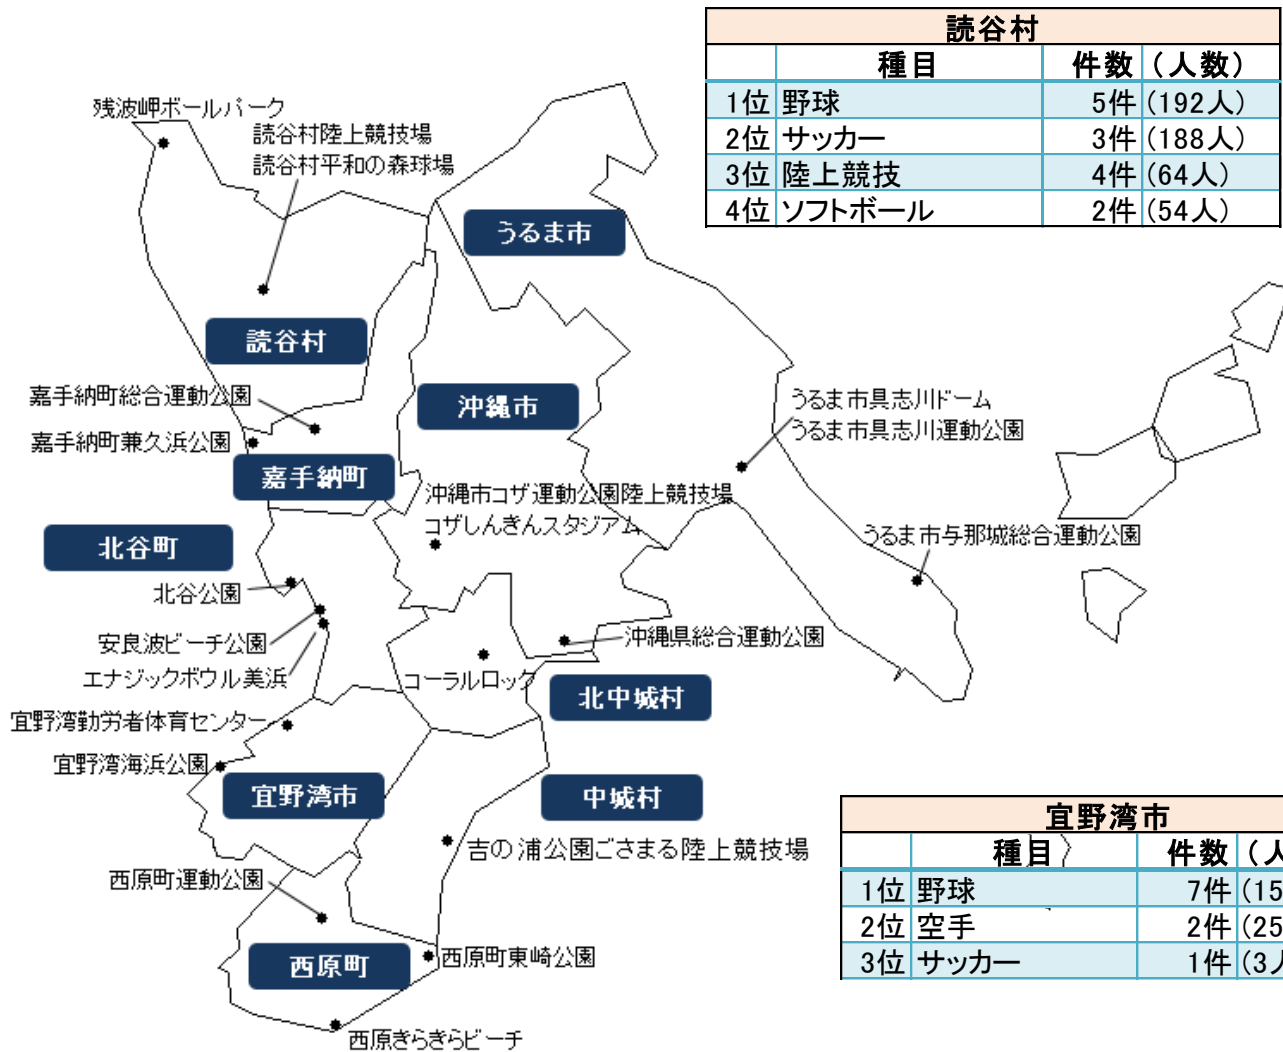 読谷村
種目 件数 (人数)
1位 野球 5件 (192人)
2位 サッカー 3件 (188人)
3位 陸上競技 4件 (64人)
4位 ソフトボール 2件 (54人)
残波岬ボールパーク
読谷村陸上競技場
読谷村平和の森球場
うるま市
読谷村
嘉手納町総合運動公園
沖縄市
うるま市具志川ドーム
うるま市具志川運動公園
嘉手納町兼久浜公園
嘉手納町
沖縄市コザ運動公園陸上競技場
コザしんきんスタジアム
北谷町
うるま市与那城総合運動公園
北谷公園
安良波ビーチ公園
沖縄県総合運動公園
エナジックボウル美浜
コーラルロック
北中城村
宜野湾勤労者体育センター
宜野湾海浜公園
宜野湾市
中城村
吉の浦公園ごさまる陸上競技場
宜野湾市
種目 件数 (人
1位 野球 7件 (15
2位 空手 2件 (25
3位 サッカー 1件 (3人
西原町運動公園
西原町
西原町東崎公園
西原きらきらビーチ